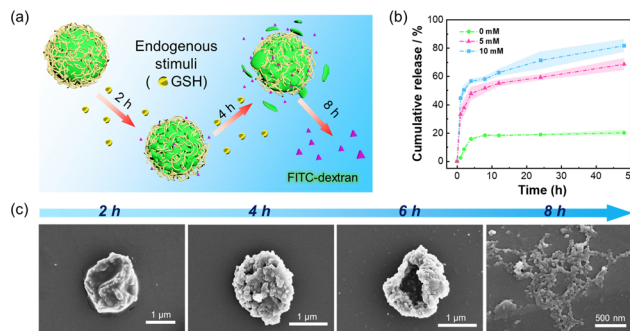 (a)
Endogenous
stimuli
( GSH)
2 h
4 h
8 h
FITC-dextran
(b)
Cumulative release / %
100
80
60
40
20
0
0 mM
5 mM
10 mM
0 10 20 30 40 50
Time (h)
(c)
2 h 4 h 6 h 8 h
1 μm 1 μm 1 μm 500 nm